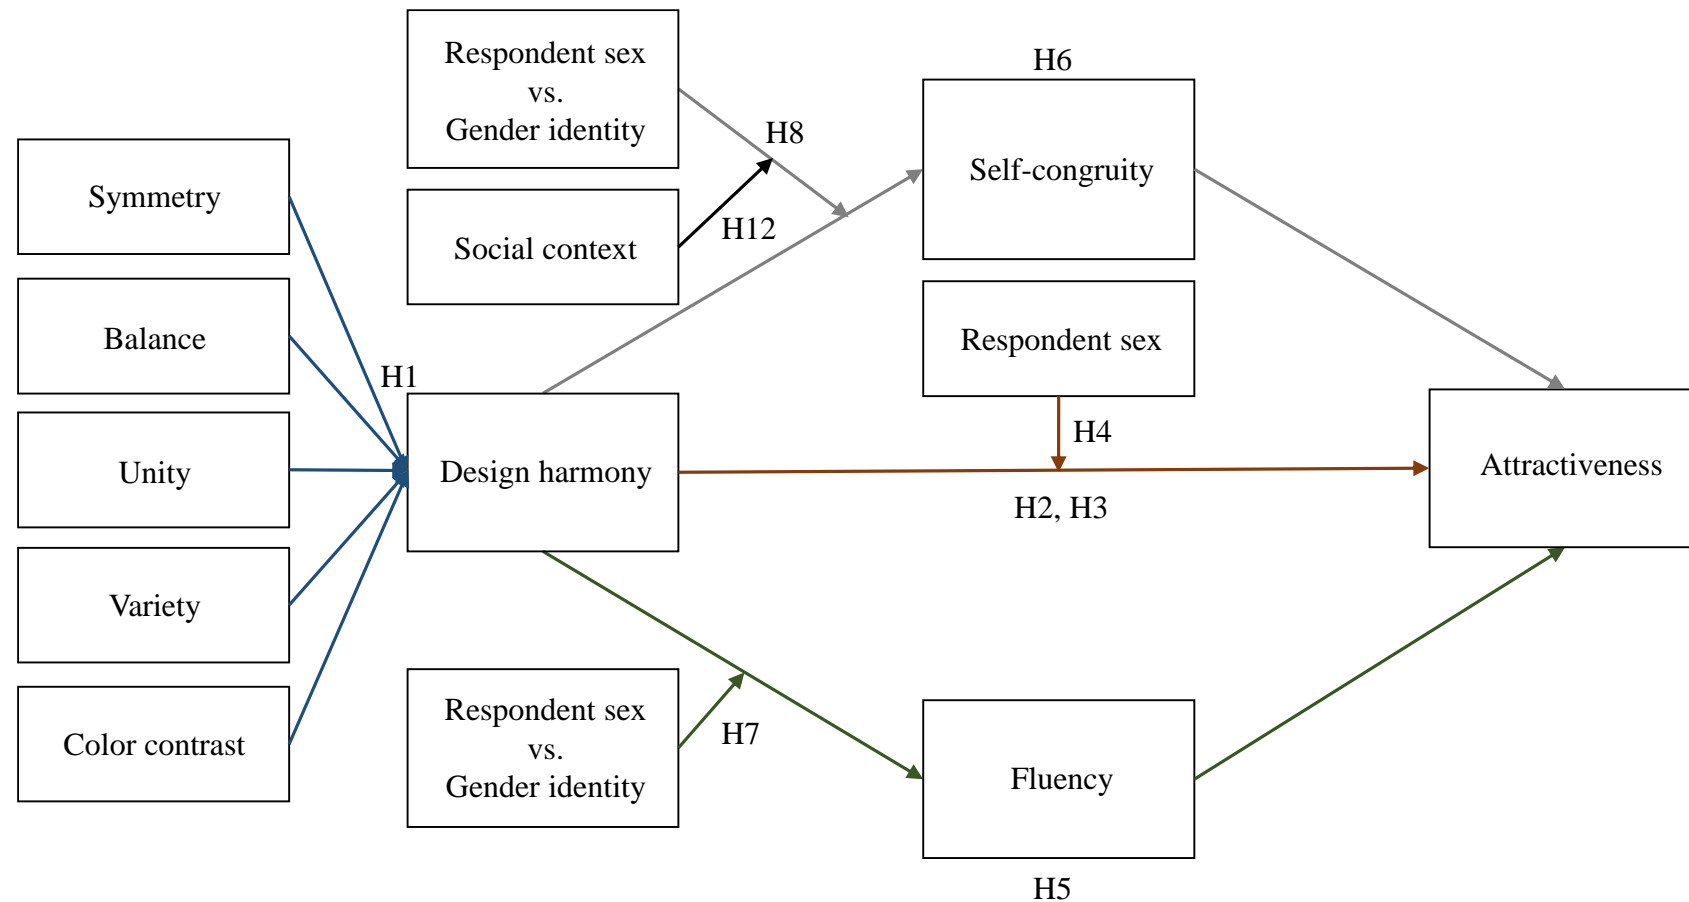 Respondent sex
vs.
Gender identity
H6
H8
Symmetry
Self-congruity
Social context
H12
Balance
Respondent sex
H1
H4
Unity
Design harmony
Attractiveness
H2, H3
Variety
Respondent sex
vs.
Gender identity
H7
Color contrast
Fluency
H5